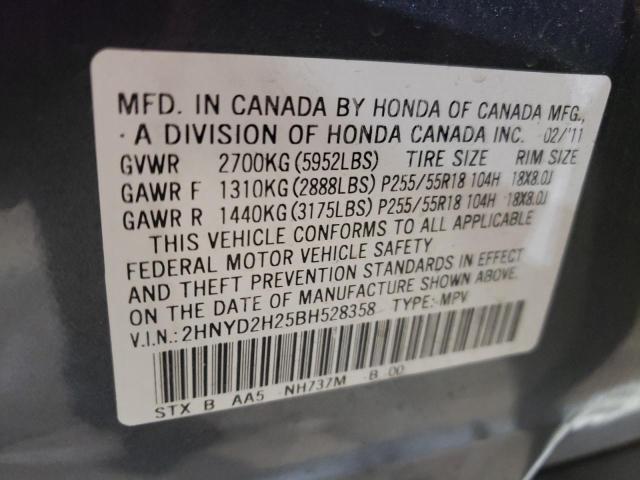 MFD. IN CANADA BY HONDA OF CANADA MFG.,
A DIVISION OF HONDA CANADA INC. 02/'11
GVWR 2700KG(5952LBS) TIRE SIZE RIM SIZE
GAWR F 1310KG(2888LBS) P255/55R18 104H 18X8.0J
GAWR R 1440KG(3175LBS) P255/55R18 104H 18X8.0J
THIS VEHICLE CONFORMS TO ALL APPLICABLE
FEDERAL MOTOR VEHICLE SAFETY
AND THEFT PREVENTION STANDARDS IN EFFECT
ON THE DATE OF MANUFACTURE SHOWN ABOVE.
V.I.N.: 2HNYD2H25BH528358 TYPE: MPV
STX B AA5 NH737M B 00